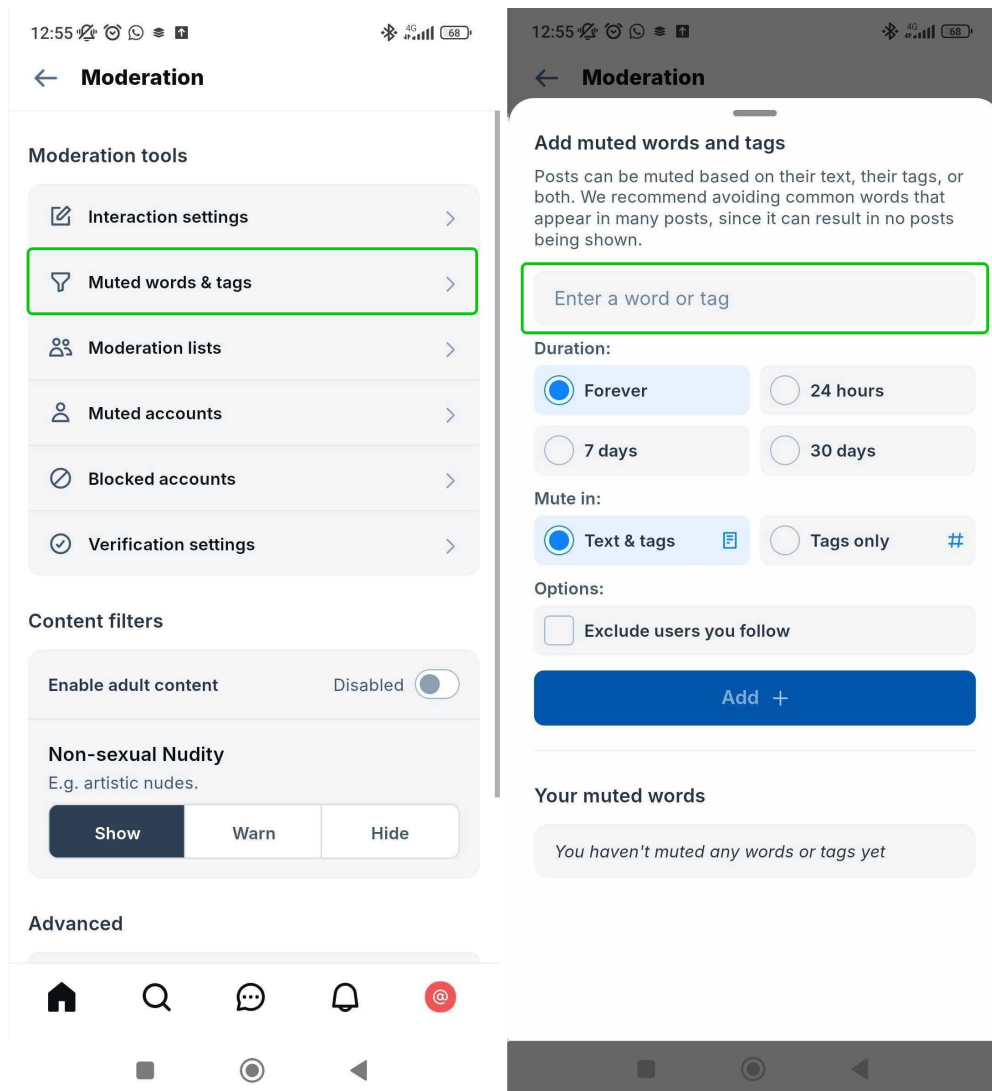 12:55
4G
68
Moderation
Moderation tools
Interaction settings
Muted words & tags
Moderation lists
Muted accounts
Blocked accounts
Verification settings
Content filters
Enable adult content Disabled
Non-sexual Nudity
E.g. artistic nudes.
Show Warn Hide
Advanced
@
12:55
4G
68
Moderation
Add muted words and tags
Posts can be muted based on their text, their tags, or
both. We recommend avoiding common words that
appear in many posts, since it can result in no posts
being shown.
Enter a word or tag
Duration:
Forever 24 hours
7 days 30 days
Mute in:
Text & tags Tags only #
Options:
Exclude users you follow
Add +
Your muted words
You haven't muted any words or tags yet